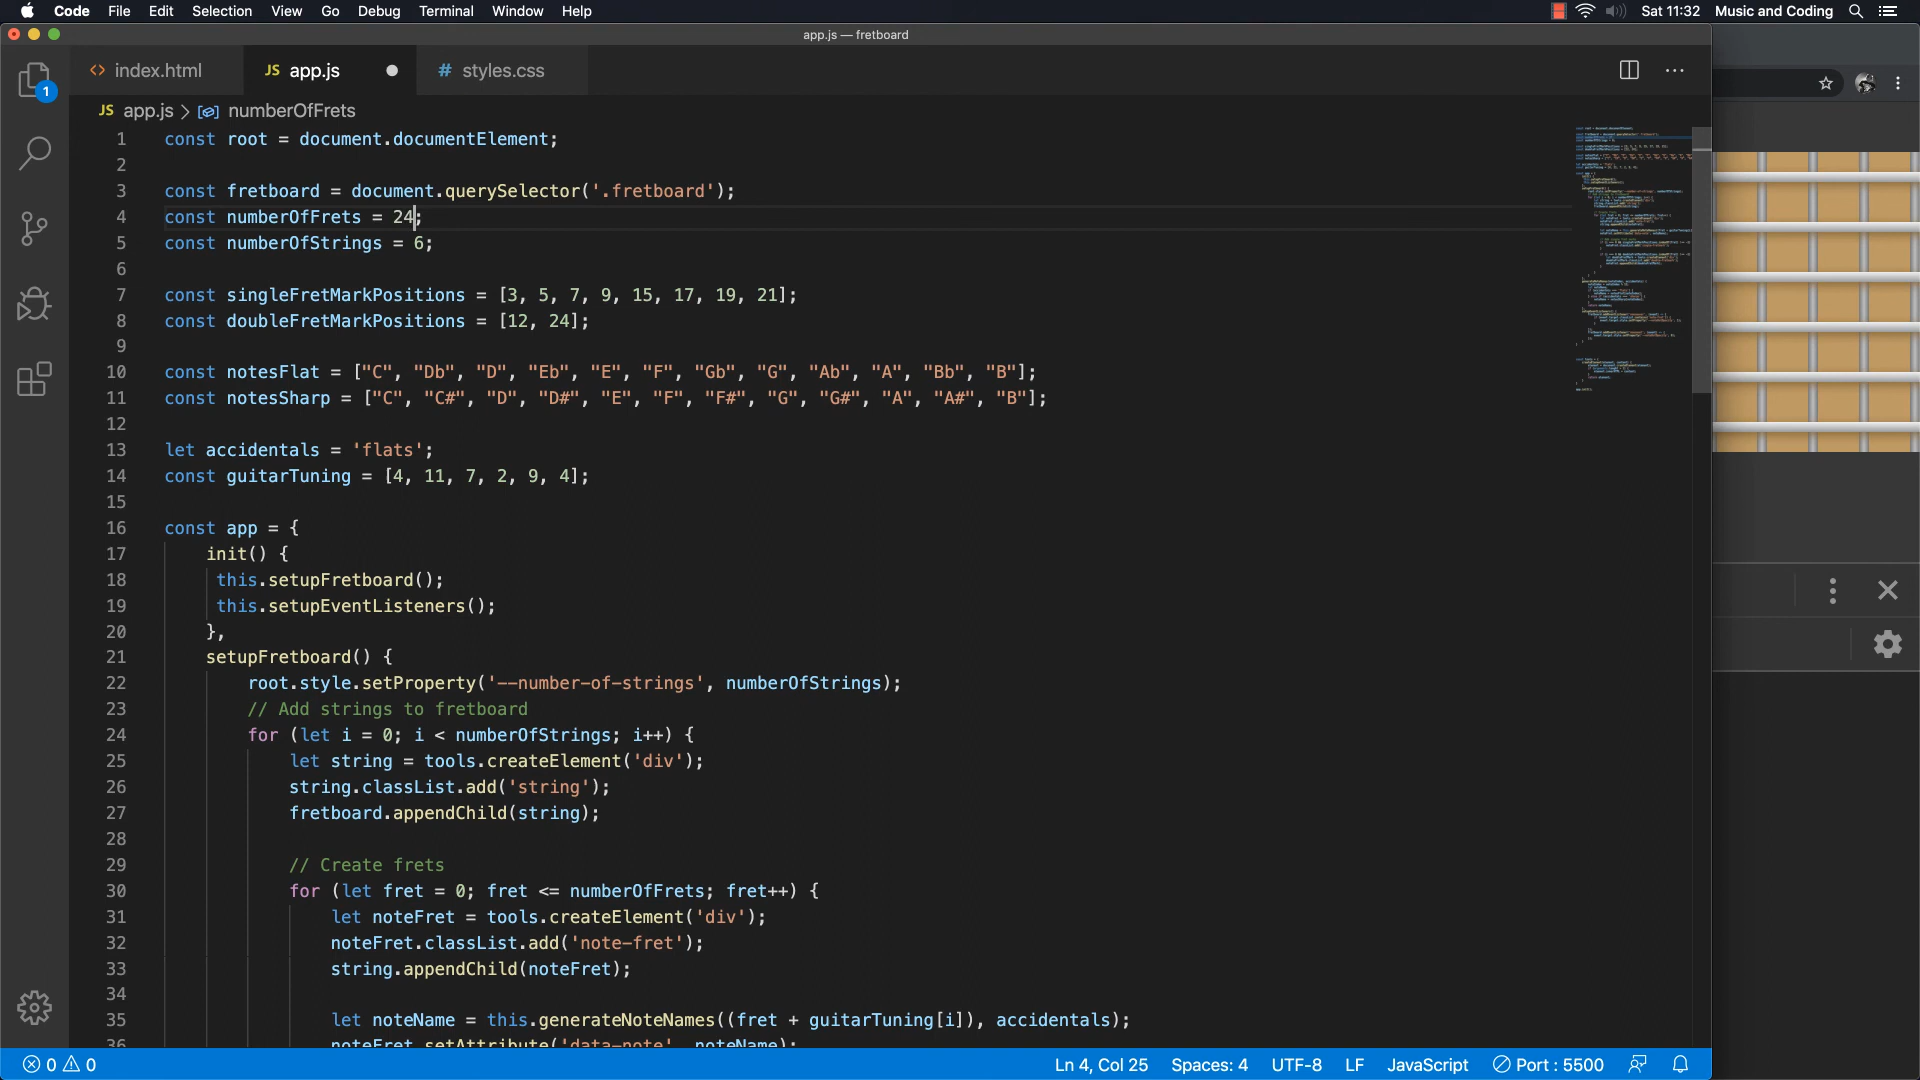 Code File Edit Selection View Go Debug Terminal Window Help Sat 11:32 Music and Coding
app.js — fretboard
index.html JS app.js # styles.css
1
JS app.js > numberOfFrets
1 const root = document.documentElement;
2
3 const fretboard = document.querySelector('.fretboard');
4 const numberOfFrets = 24;
5 const numberOfStrings = 6;
6
7 const singleFretMarkPositions = [3, 5, 7, 9, 15, 17, 19, 21];
8 const doubleFretMarkPositions = [12, 24];
9
10 const notesFlat = ["C", "Db", "D", "Eb", "E", "F", "Gb", "G", "Ab", "A", "Bb", "B"];
11 const notesSharp = ["C", "C#", "D", "D#", "E", "F", "F#", "G", "G#", "A", "A#", "B"];
12
13 let accidentals = 'flats';
14 const guitarTuning = [4, 11, 7, 2, 9, 4];
15
16 const app = {
17 init() {
18 this.setupFretboard();
19 this.setupEventListeners();
20 },
21 setupFretboard() {
22 root.style.setProperty('--number-of-strings', numberOfStrings);
23 // Add strings to fretboard
24 for (let i = 0; i < numberOfStrings; i++) {
25 let string = tools.createElement('div');
26 string.classList.add('string');
27 fretboard.appendChild(string);
28
29 // Create frets
30 for (let fret = 0; fret <= numberOfFrets; fret++) {
31 let noteFret = tools.createElement('div');
32 noteFret.classList.add('note-fret');
33 string.appendChild(noteFret);
34
35 let noteName = this.generateNoteNames((fret + guitarTuning[i]), accidentals);
36 noteFret.setAttribute('data-note', noteName);
0 0 Ln 4, Col 25 Spaces: 4 UTF-8 LF JavaScript Port : 5500